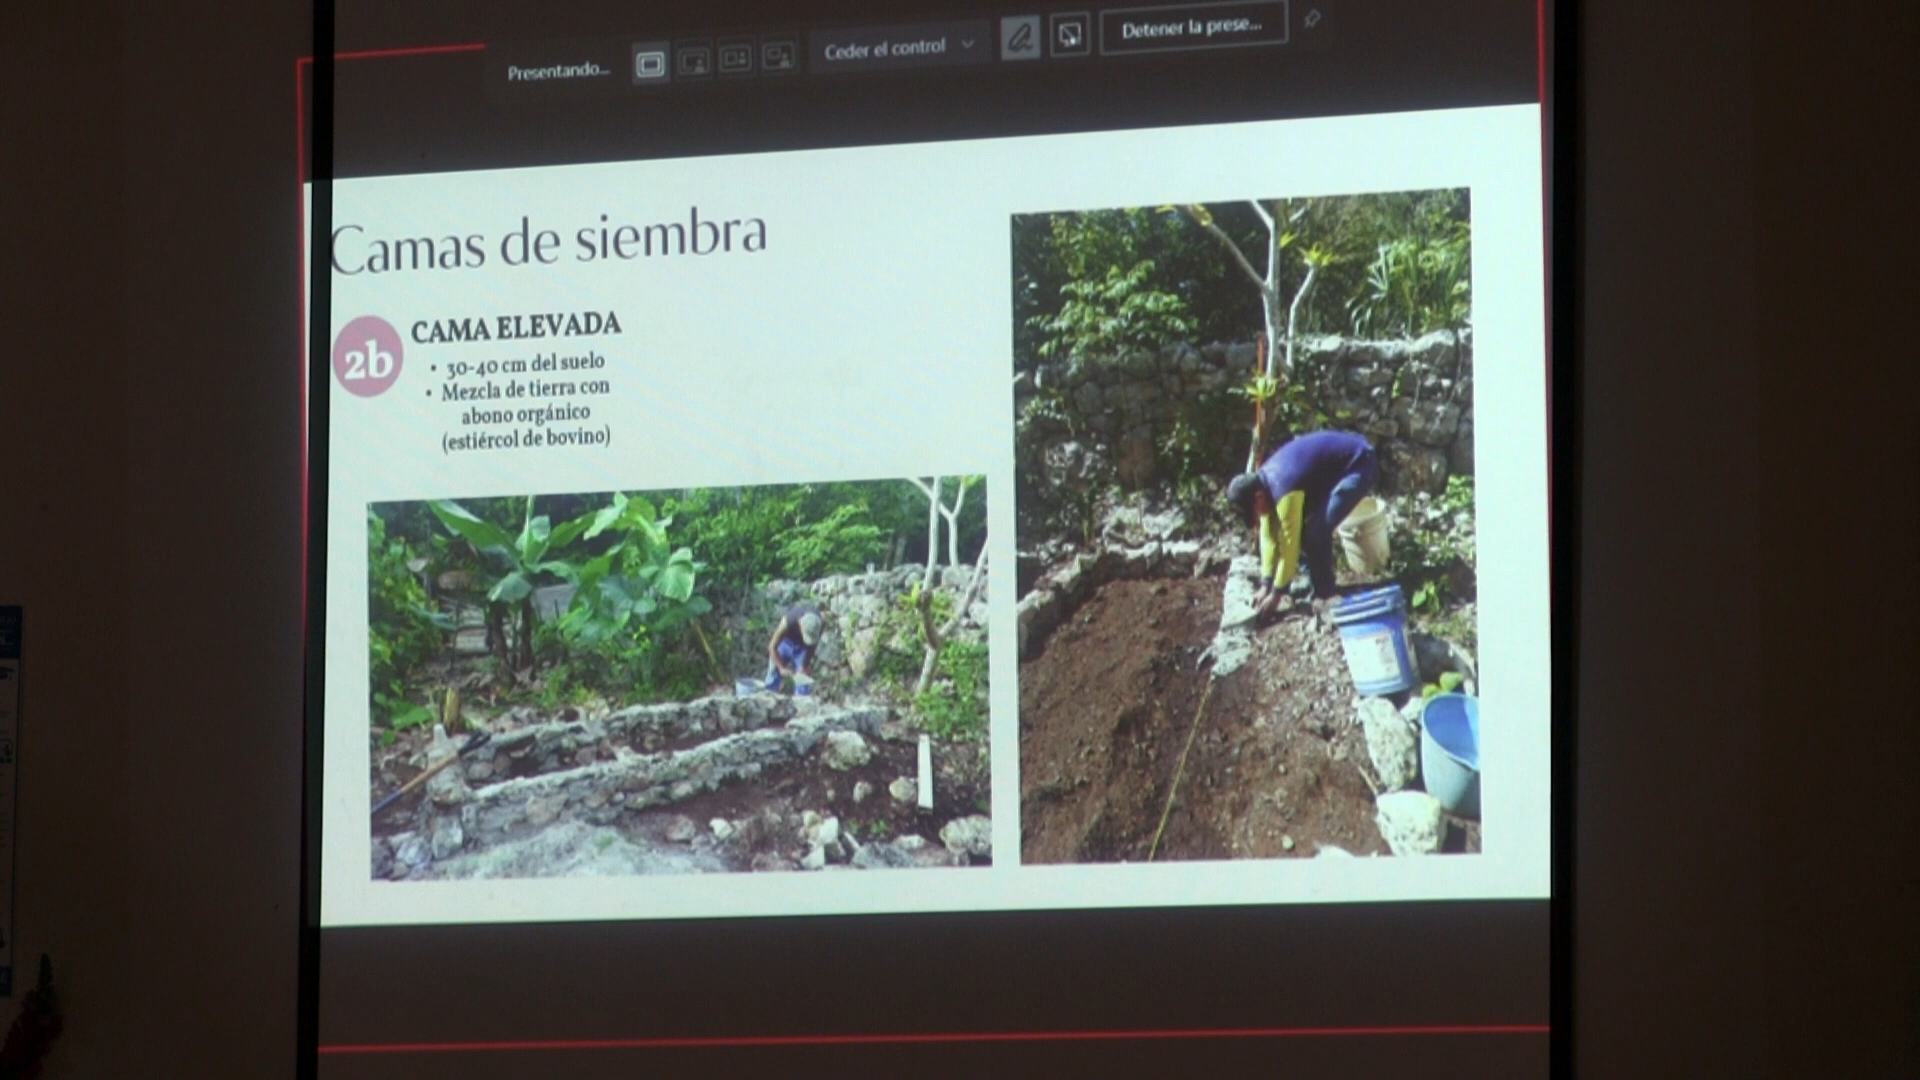 Presentando...
Ceder el control
Detener la prese...
Camas de siembra
2b
CAMA ELEVADA
• 30-40 cm del suelo
• Mezcla de tierra con
abono orgánico
(estiércol de bovino)